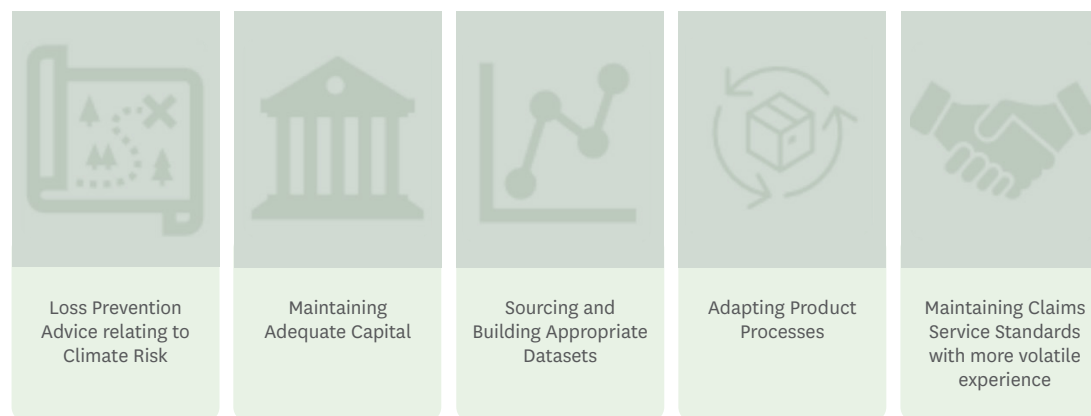 Loss Prevention
Advice relating to
Climate Risk
Maintaining
Adequate Capital
Sourcing and
Building Appropriate
Datasets
Adapting Product
Processes
Maintaining Claims
Service Standards
with more volatile
experience